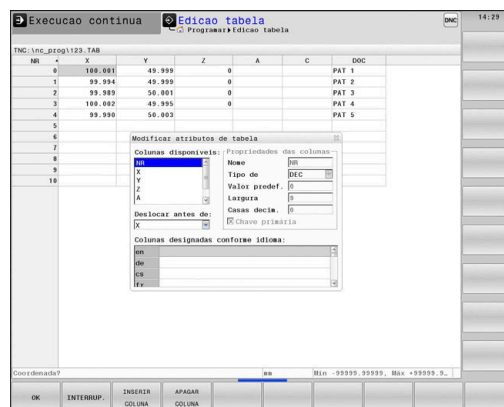 Execucao continua
Edicao tabela
Programar▸Edicao tabela
DNC
14:29
TNC:\nc_prog\123.TAB
NR X Y Z A C DOC
0 100.001 49.999 0 PAT 1
1 99.994 49.999 0 PAT 2
2 99.989 50.001 0 PAT 3
3 100.002 49.995 0 PAT 4
4 99.990 50.003 PAT 5
5
6
7
8
9
10
Modificar atributos de tabela
Colunas disponíveis:
NR
X
Y
Z
A
Deslocar antes de:
X
Propriedades das colunas
Nome NR
Tipo de DEC
Valor predef. 0
Largura 9
Casas decim. 0
Chave primária
Colunas designadas conforme idioma:
en
de
cs
fr
Coordenada? mm Min -99999.99999, Máx +99999.9…
OK
INTERRUP.
INSERIR COLUNA
APAGAR COLUNA